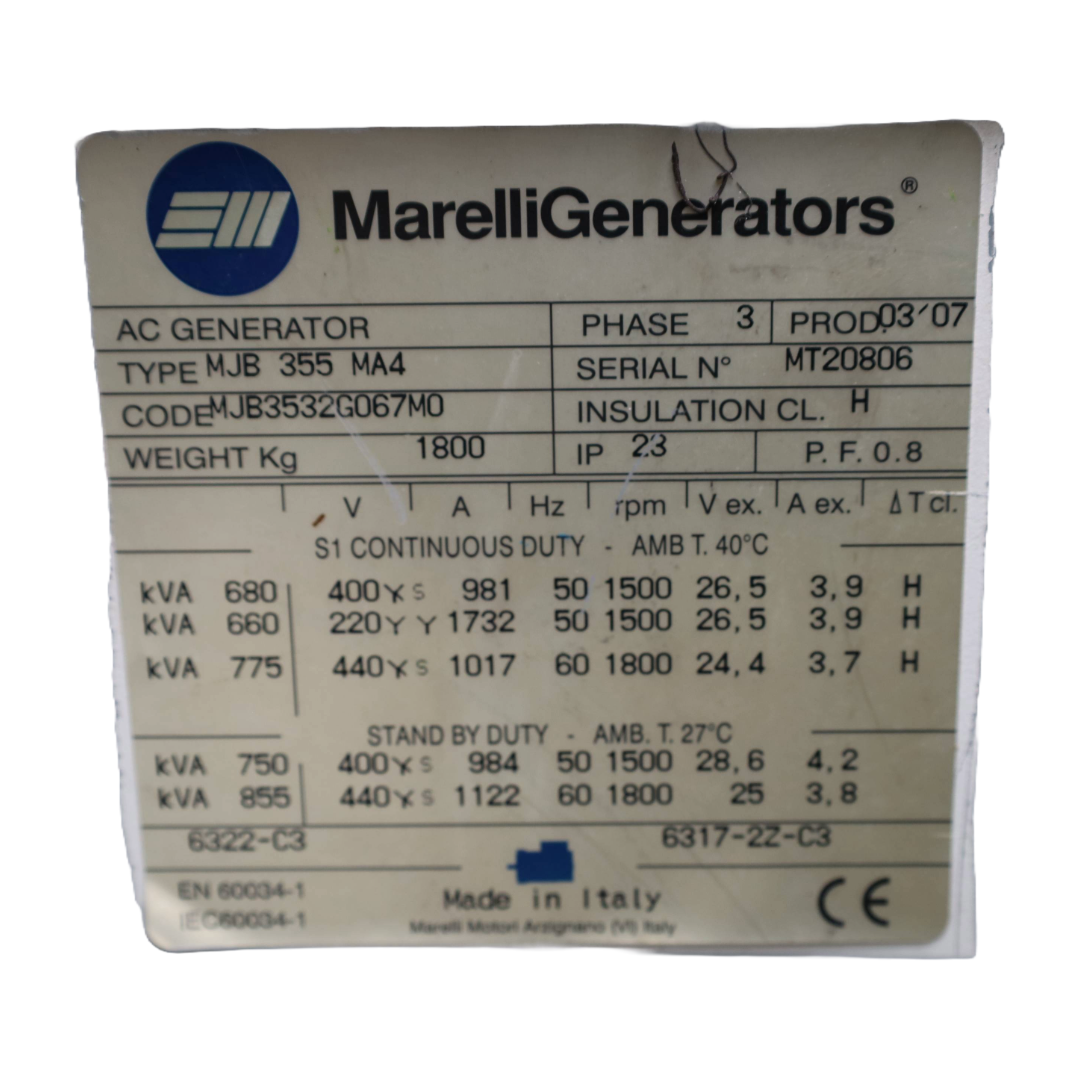 MarelliGenerators®
AC GENERATOR PHASE 3 PROD. 03'07
TYPE MJB 355 MA4 SERIAL N° MT20806
CODE MJB3532G067M0 INSULATION CL. H
WEIGHT Kg 1800 IP 23 P. F. 0.8
V A Hz rpm V ex. A ex. Δ T cl.
S1 CONTINUOUS DUTY - AMB T. 40°C
kVA 680 400 Y S 981 50 1500 26,5 3,9 H
kVA 660 220 Y Y 1732 50 1500 26,5 3,9 H
kVA 775 440 Y S 1017 60 1800 24,4 3,7 H
STAND BY DUTY - AMB. T. 27°C
kVA 750 400 Y S 984 50 1500 28,6 4,2
kVA 855 440 Y S 1122 60 1800 25 3,8
6322-C3 6317-2Z-C3
EN 60034-1
IEC60034-1
Made in Italy
Marelli Motori Arzignano (VI) Italy
CE